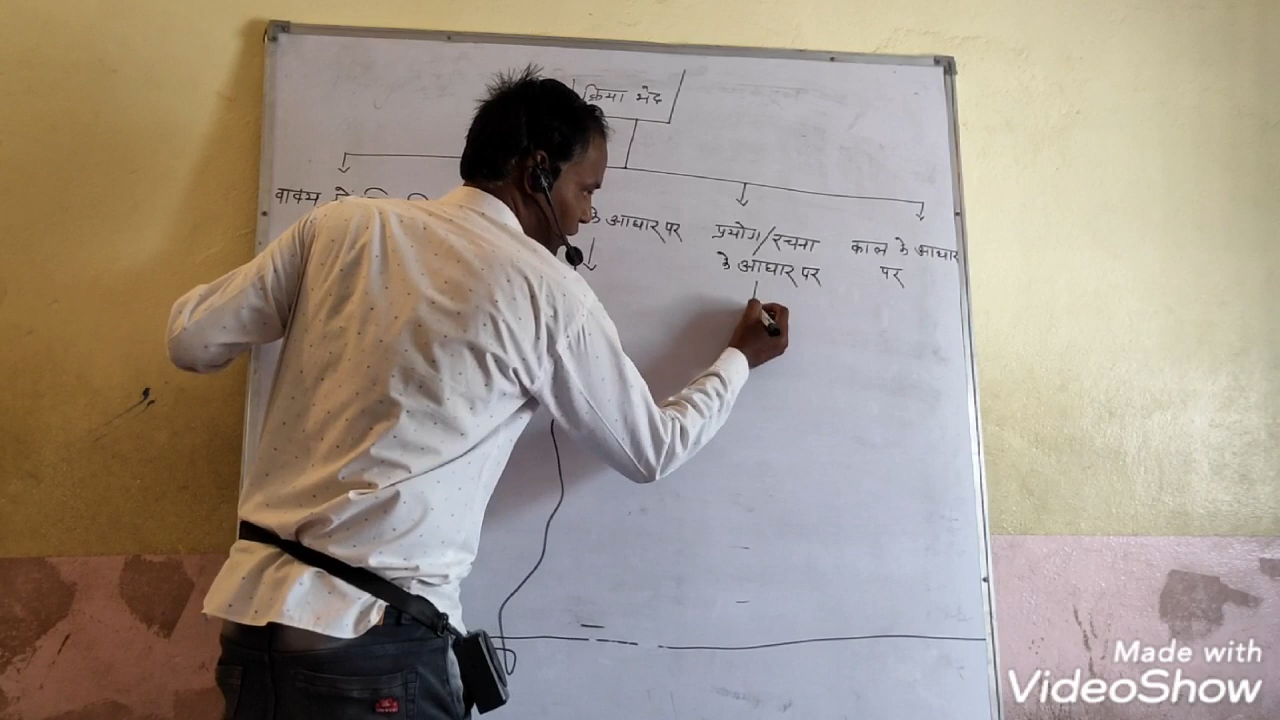 क्रिया भेद
वाक्य में
के आधार पर
प्रयोग/रचना
के आधार पर
काल के आधार
पर
Made with
VideoShow